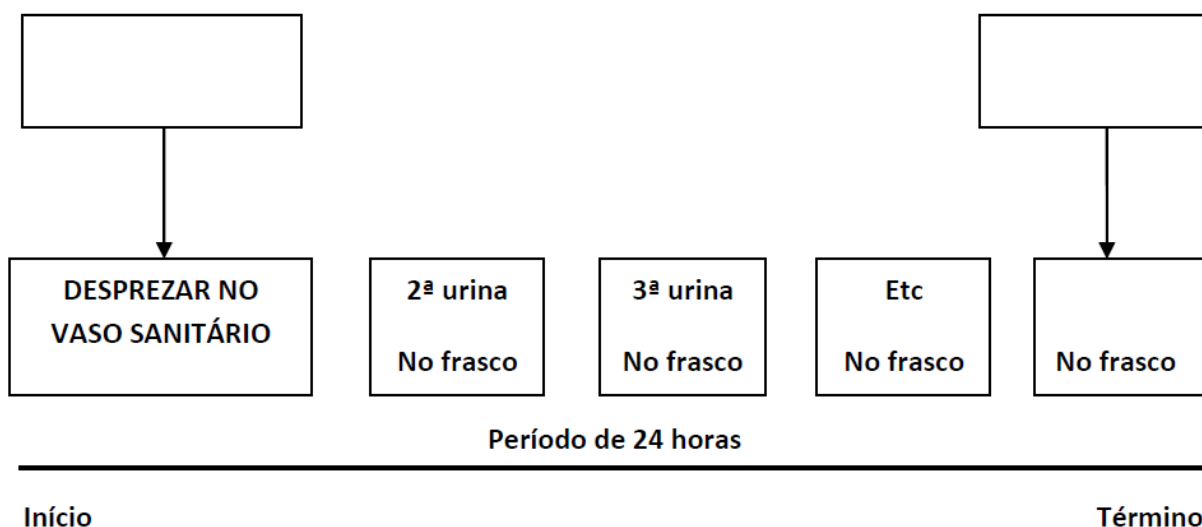 DESPREZAR NO
VASO SANITÁRIO
2ª urina
No frasco
3ª urina
No frasco
Etc
No frasco
No frasco
Período de 24 horas
Início
Término